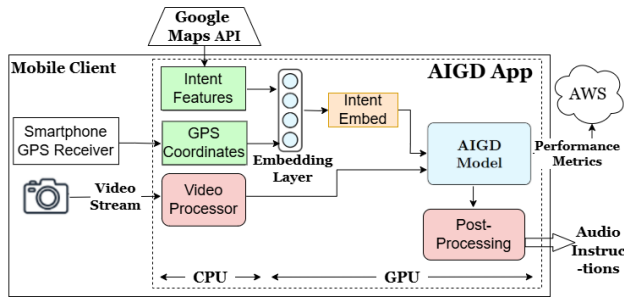 Google
Maps API
Mobile Client
AIGD App
Intent
Features
Intent
Embed
AWS
Smartphone
GPS Receiver
GPS
Coordinates
Embedding
Layer
AIGD
Model
Performance
Metrics
Video
Stream
Video
Processor
Post-
Processing
Audio
Instruc
-tions
CPU
GPU